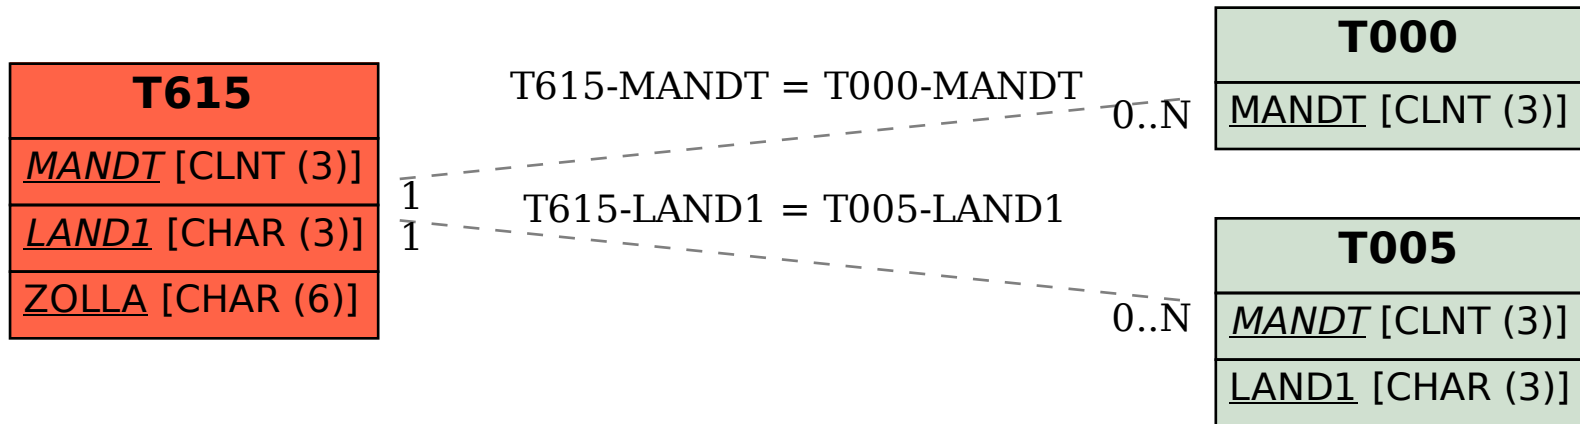 T615
MANDT [CLNT (3)]
LAND1 [CHAR (3)]
ZOLLA [CHAR (6)]
T615-MANDT = T000-MANDT
0..N
1
T615-LAND1 = T005-LAND1
1
0..N
T000
MANDT [CLNT (3)]
T005
MANDT [CLNT (3)]
LAND1 [CHAR (3)]